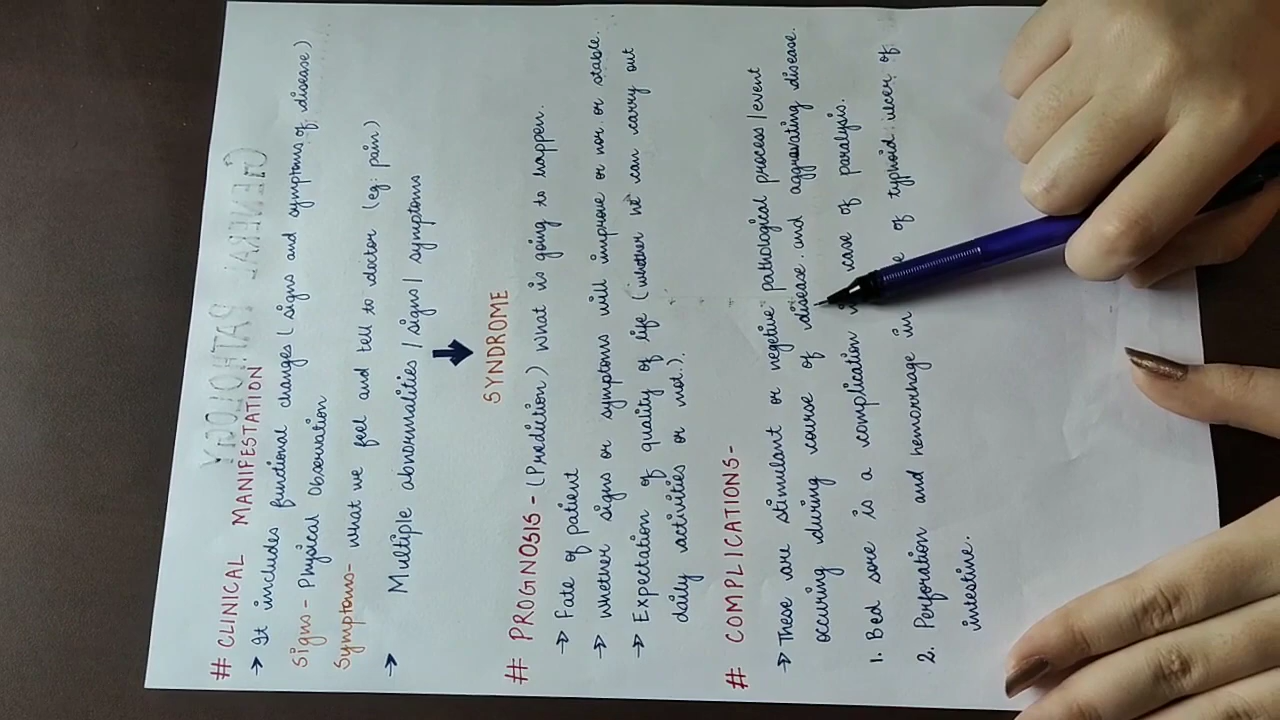 # CLINICAL MANIFESTATION
→ It includes functional changes ( signs and symptoms of disease)
Signs - Physical Observation
Symptoms- what we feel and tell to doctor (eg: pain)
→ Multiple abnormalities / signs / symptoms
SYNDROME
# PROGNOSIS - (Prediction) what is going to happen.
→ Fate of patient
→ whether signs or symptoms will improve or wor. or stable.
→ Expectation of quality of life ( whether we can carry out
daily activities or not.).
# COMPLICATIONS-
→ These are stimulant or negetive pathological process / event
occuring during course of disease. and aggravating disease.
1. Bed sore is a complication case of paralysis.
2. Perforation and hemorrhage in of typhoid ulcer of
intestine.
GENERAL PATHOLOGY